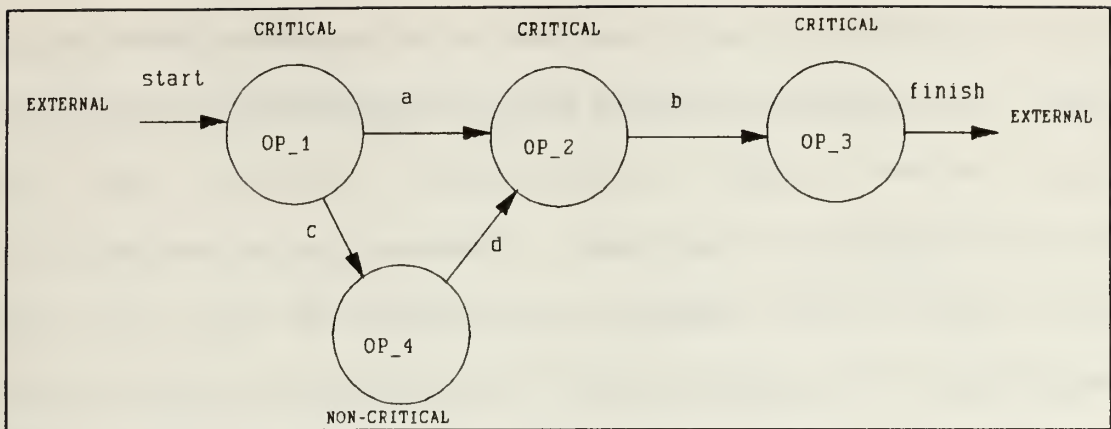 CRITICAL
CRITICAL
CRITICAL
start
a
b
finish
EXTERNAL
EXTERNAL
OP_1
OP_2
OP_3
c
d
OP_4
NON-CRITICAL